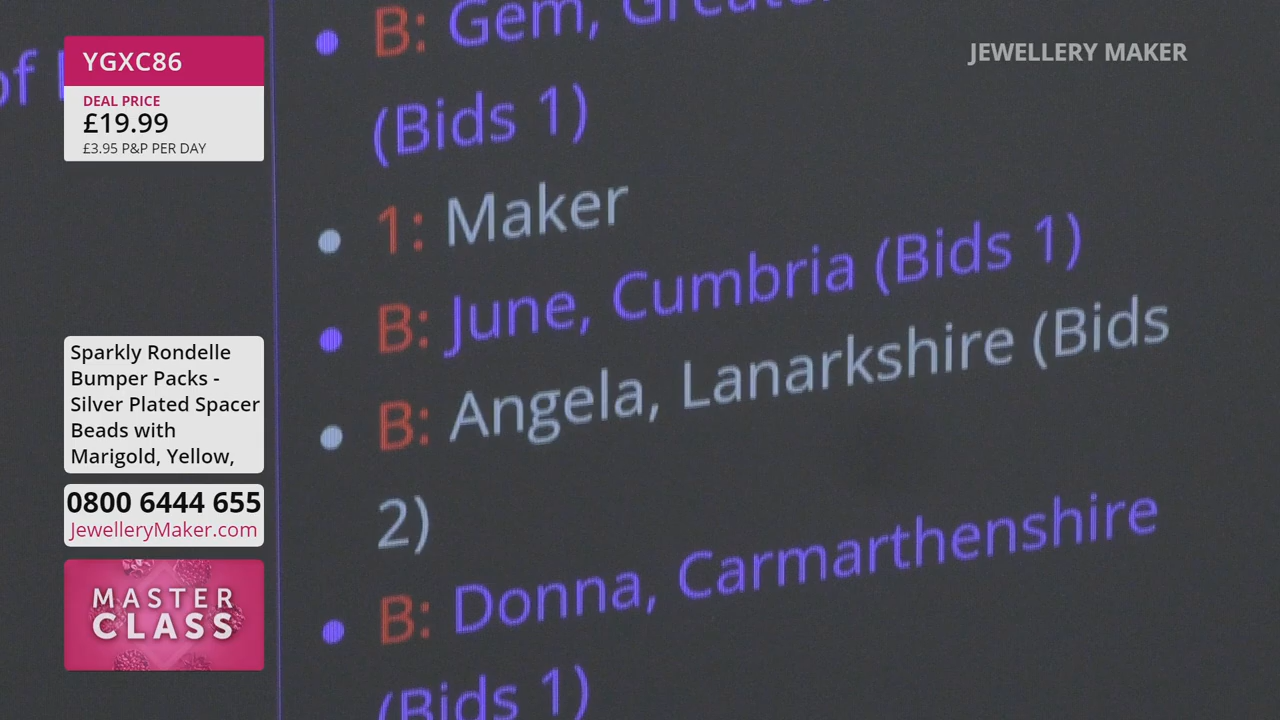 YGXC86
DEAL PRICE
£19.99
£3.95 P&P PER DAY
Sparkly Rondelle
Bumper Packs -
Silver Plated Spacer
Beads with
Marigold, Yellow,
0800 6444 655
JewelleryMaker.com
MASTER
CLASS
JEWELLERY MAKER
of
B: Gem, Greater
(Bids 1)
1: Maker
B: June, Cumbria (Bids 1)
B: Angela, Lanarkshire (Bids
2)
B: Donna, Carmarthenshire
(Bids 1)